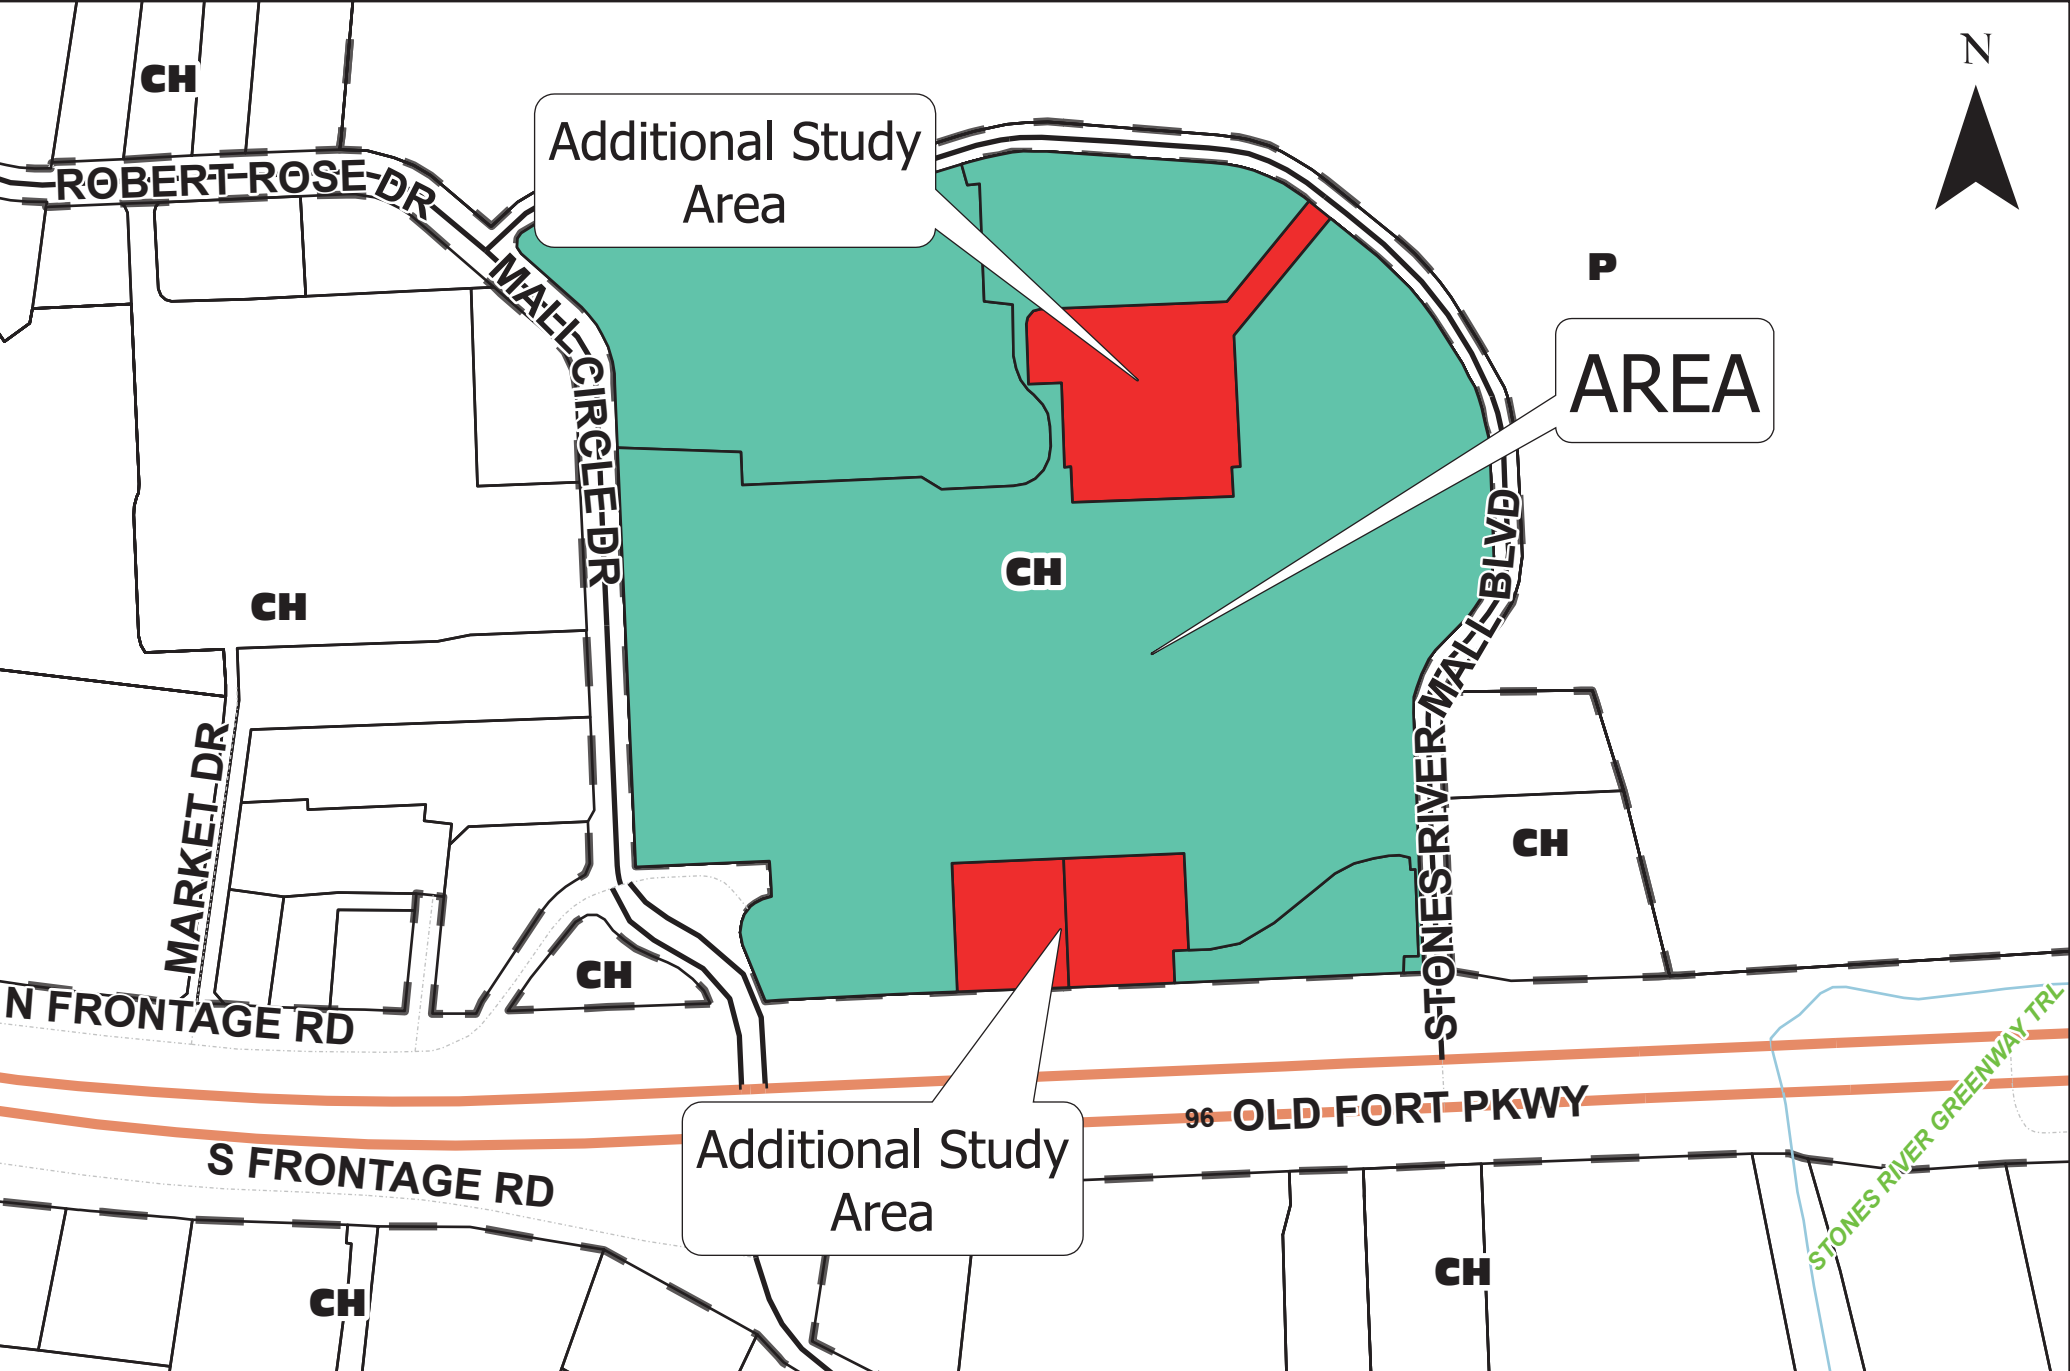 N
CH
Additional Study
Area
ROBERT ROSE DR
P
AREA
MALL CIRCLE DR
CH
CH
STONES RIVER MALL BLVD
MARKET DR
CH
CH
N FRONTAGE RD
STONES RIVER GREENWAY TRL
96 OLD FORT PKWY
Additional Study
Area
S FRONTAGE RD
CH
CH